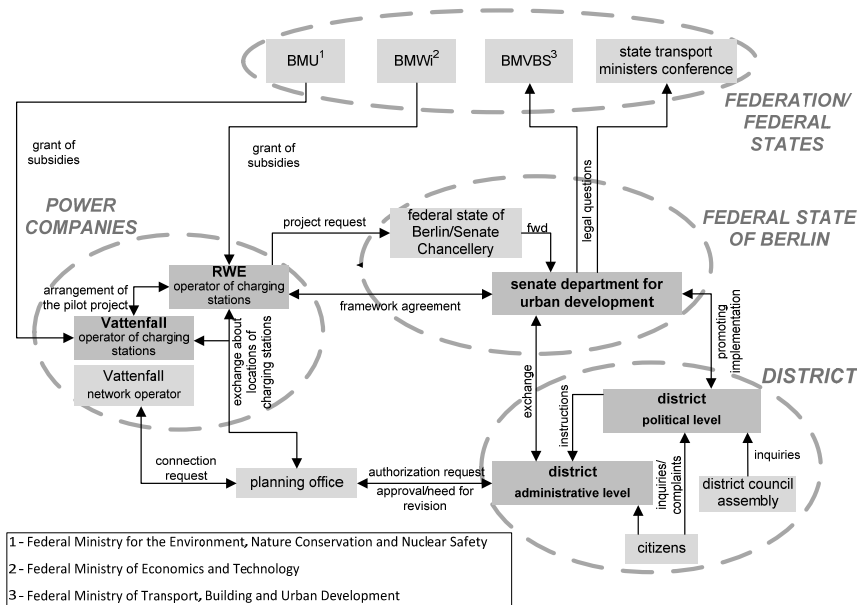 BMU1
BMWi2
BMVBS3
state transport
ministers conference
FEDERATION/
FEDERAL
STATES
grant of
subsidies
grant of
subsidies
legal questions
POWER
COMPANIES
project request
federal state of
Berlin/Senate
Chancellery
fwd
FEDERAL STATE
OF BERLIN
RWE
operator of charging
stations
arrangement of
the pilot project
framework agreement
senate department for
urban development
Vattenfall
operator of charging
stations
exchange about
locations of
charging stations
promoting
implementation
Vattenfall
network operator
exchange
DISTRICT
instructions
district
political level
connection
request
planning office
authorization request
approval/need for
revision
district
administrative level
inquiries/
complaints
inquiries
district council
assembly
citizens
1 - Federal Ministry for the Environment, Nature Conservation and Nuclear Safety
2 - Federal Ministry of Economics and Technology
3 - Federal Ministry of Transport, Building and Urban Development